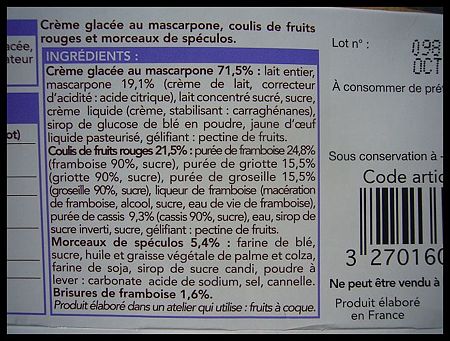 Crème glacée au mascarpone, coulis de fruits
rouges et morceaux de spéculos.
INGRÉDIENTS :
Crème glacée au mascarpone 71,5% : lait entier,
mascarpone 19,1% (crème de lait, correcteur
d'acidité : acide citrique), lait concentré sucré, sucre,
crème liquide (crème, stabilisant : carraghénanes),
sirop de glucose de blé en poudre, jaune d'œuf
liquide pasteurisé, gélifiant : pectine de fruits.
Coulis de fruits rouges 21,5% : purée de framboise 24,8%
(framboise 90%, sucre), purée de griotte 15,5%
(griotte 90%, sucre), purée de groseille 15,5%
(groseille 90%, sucre), liqueur de framboise (macération
de framboise, alcool, sucre, eau de vie de framboise),
purée de cassis 9,3% (cassis 90%, sucre), eau, sirop de
sucre inverti, sucre, gélifiant : pectine de fruits.
Morceaux de spéculos 5,4% : farine de blé,
sucre, huile et graisse végétale de palme et colza,
farine de soja, sirop de sucre candi, poudre à
lever : carbonate acide de sodium, sel, cannelle.
Brisures de framboise 1,6%.
Produit élaboré dans un atelier qui utilise : fruits à coque.
Lot n° :
098
OCT
À consommer de
Sous conservation à -
Code
3 270160
Ne peut être vendu à
Produit élaboré
en France